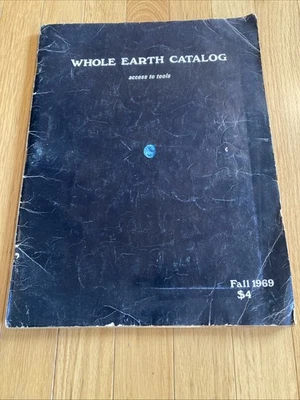 WHOLE EARTH CATALOG
access to tools
Fall 1969
$4